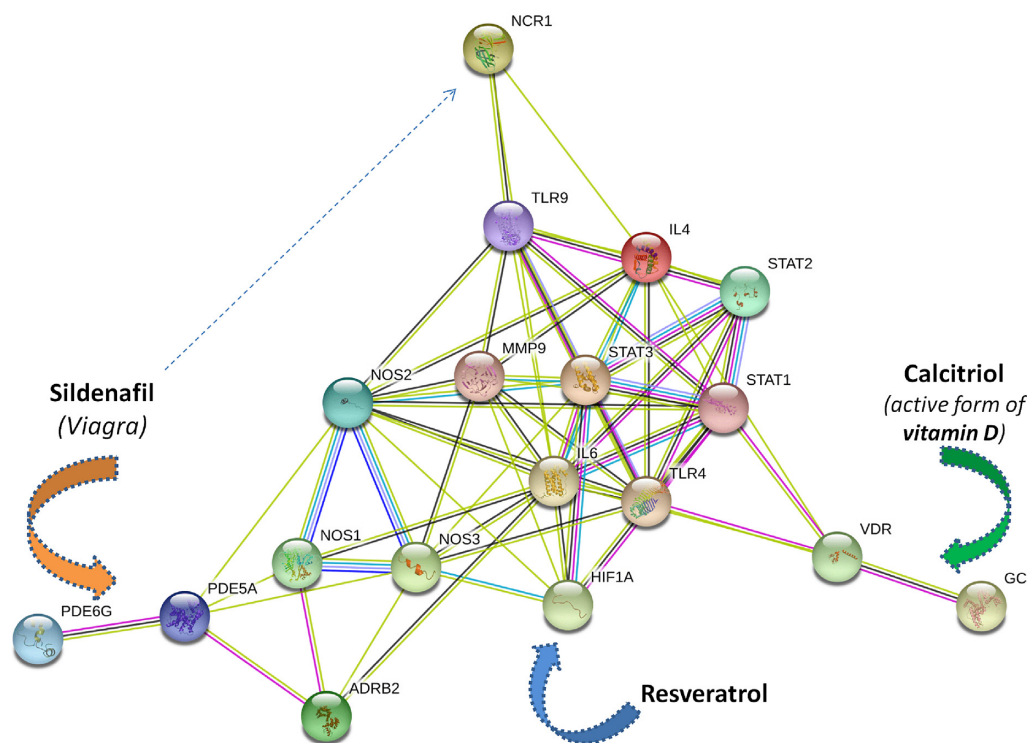 NCR1
TLR9
IL4
STAT2
MMP9
STAT3
NOS2
STAT1
Sildenafil
(Viagra)
Calcitriol
(active form of
vitamin D)
IL6
TLR4
VDR
NOS1
NOS3
HIF1A
GC
PDE5A
PDE6G
ADRB2
Resveratrol